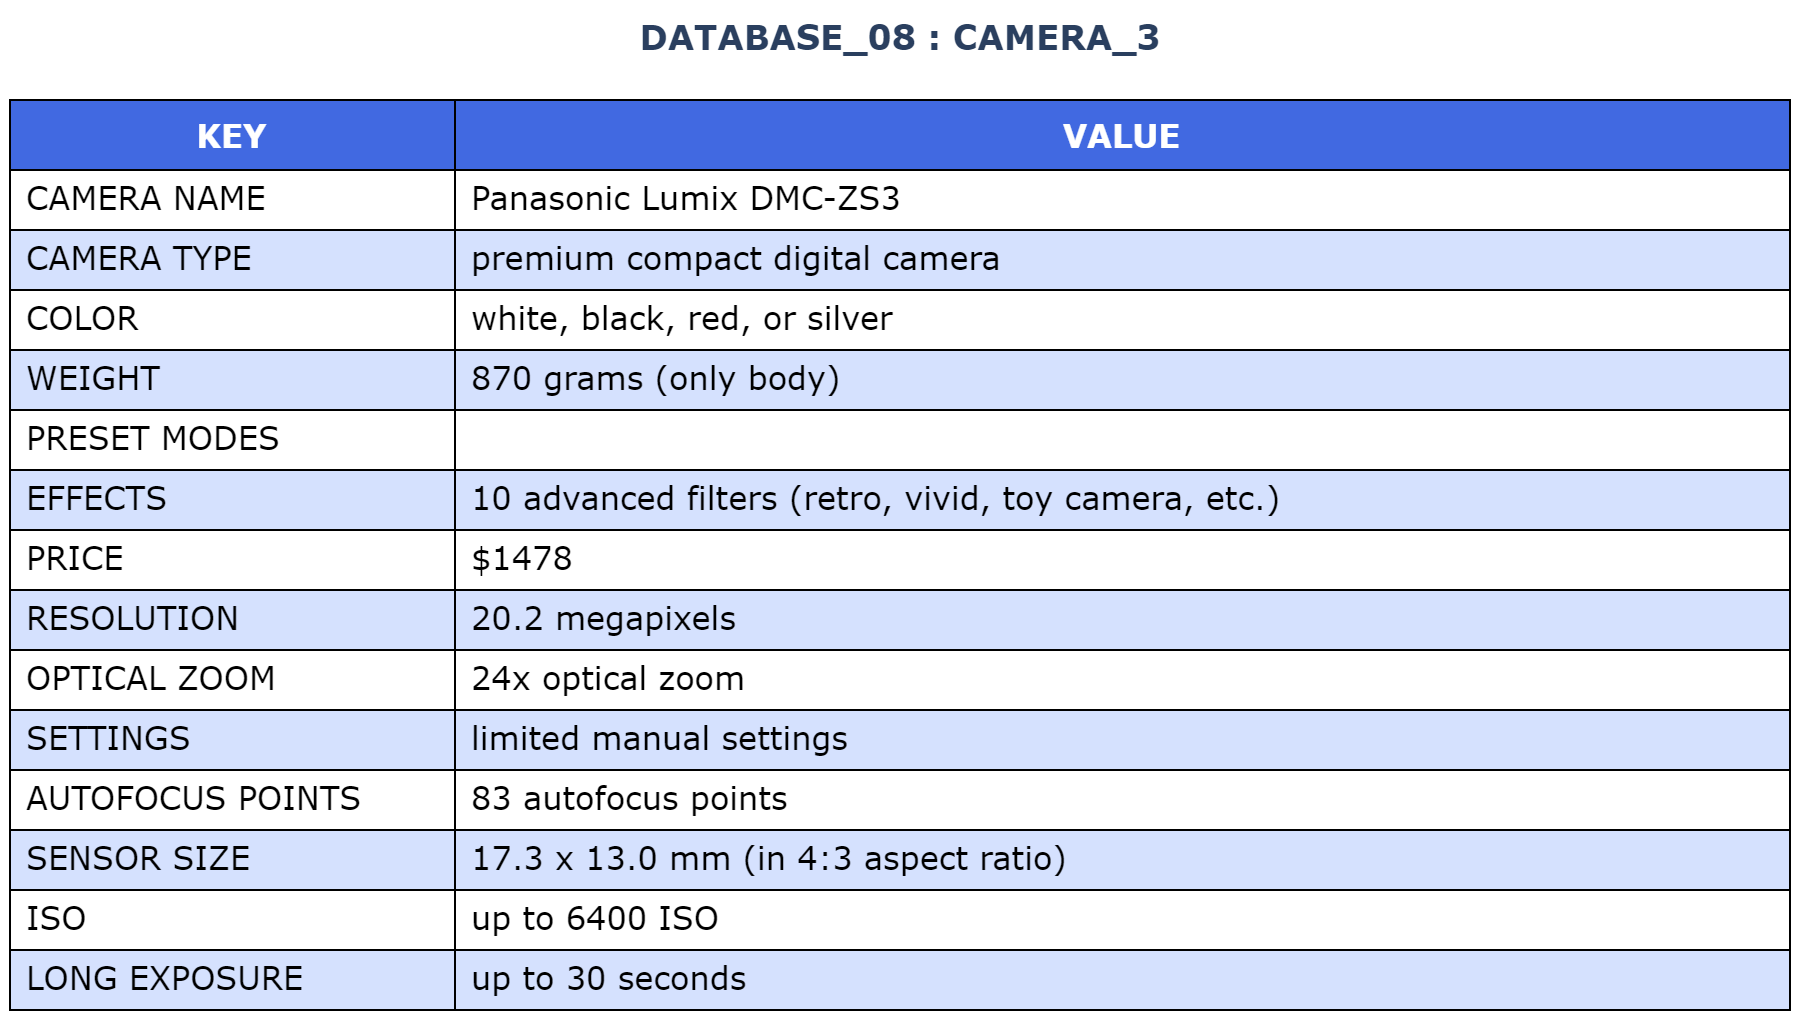 DATABASE_08 : CAMERA_3
KEY VALUE
CAMERA NAME Panasonic Lumix DMC-ZS3
CAMERA TYPE premium compact digital camera
COLOR white, black, red, or silver
WEIGHT 870 grams (only body)
PRESET MODES
EFFECTS 10 advanced filters (retro, vivid, toy camera, etc.)
PRICE $1478
RESOLUTION 20.2 megapixels
OPTICAL ZOOM 24x optical zoom
SETTINGS limited manual settings
AUTOFOCUS POINTS 83 autofocus points
SENSOR SIZE 17.3 x 13.0 mm (in 4:3 aspect ratio)
ISO up to 6400 ISO
LONG EXPOSURE up to 30 seconds